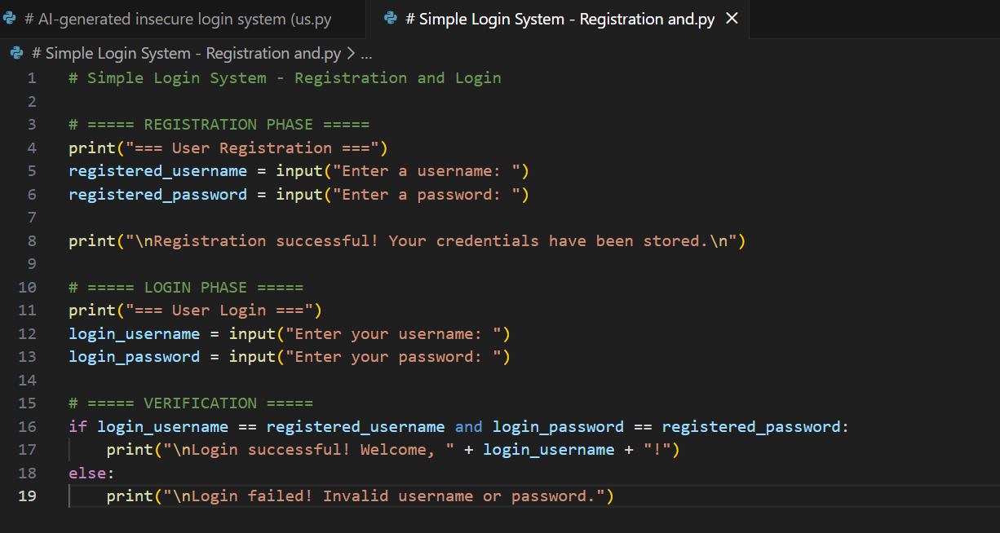 # AI-generated insecure login system (us.py
# Simple Login System - Registration and.py ×
# Simple Login System - Registration and.py > ...
1 # Simple Login System - Registration and Login
2
3 # ===== REGISTRATION PHASE =====
4 print("=== User Registration ===")
5 registered_username = input("Enter a username: ")
6 registered_password = input("Enter a password: ")
7
8 print("\nRegistration successful! Your credentials have been stored.\n")
9
10 # ===== LOGIN PHASE =====
11 print("=== User Login ===")
12 login_username = input("Enter your username: ")
13 login_password = input("Enter your password: ")
14
15 # ===== VERIFICATION =====
16 if login_username == registered_username and login_password == registered_password:
17     print("\nLogin successful! Welcome, " + login_username + "!")
18 else:
19     print("\nLogin failed! Invalid username or password.")